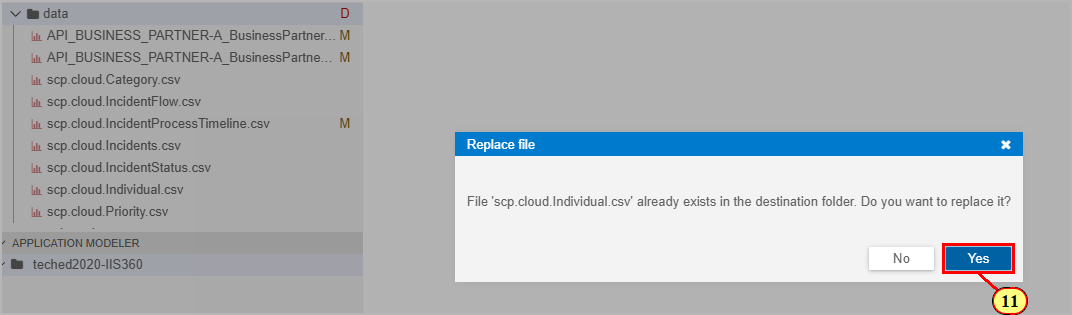 data D
API_BUSINESS_PARTNER-A_BusinessPartner... M
API_BUSINESS_PARTNER-A_BusinessPartne... M
scp.cloud.Category.csv
scp.cloud.IncidentFlow.csv
scp.cloud.IncidentProcessTimeline.csv M
scp.cloud.Incidents.csv
scp.cloud.IncidentStatus.csv
scp.cloud.Individual.csv
scp.cloud.Priority.csv
APPLICATION MODELER
teched2020-IIS360
Replace file
File 'scp.cloud.Individual.csv' already exists in the destination folder. Do you want to replace it?
No Yes
11